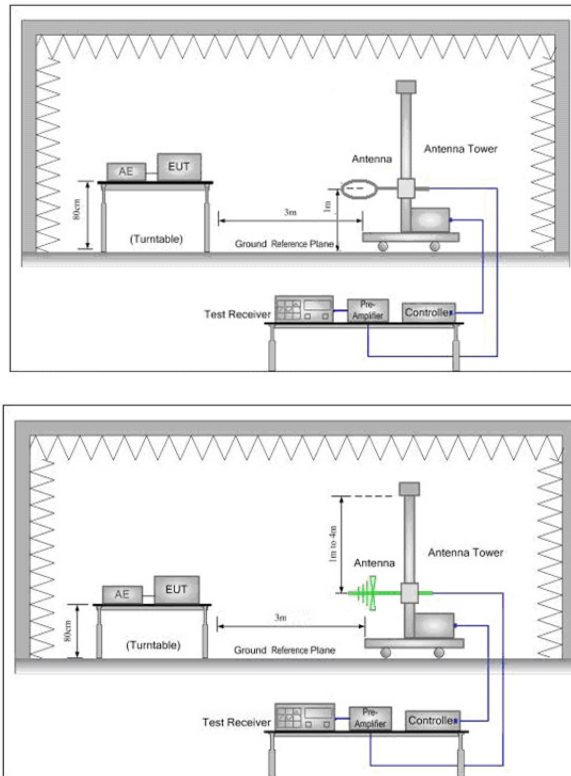 Antenna Tower
Antenna
AE
EUT
80cm
3m
1m
(Turntable)
Ground Reference Plane
Test Receiver
Pre-
Amplifier
Controller
1m to 4m
Antenna
Antenna Tower
AE
EUT
80cm
3m
(Turntable)
Ground Reference Plane
Test Receiver
Pre-
Amplifier
Controller